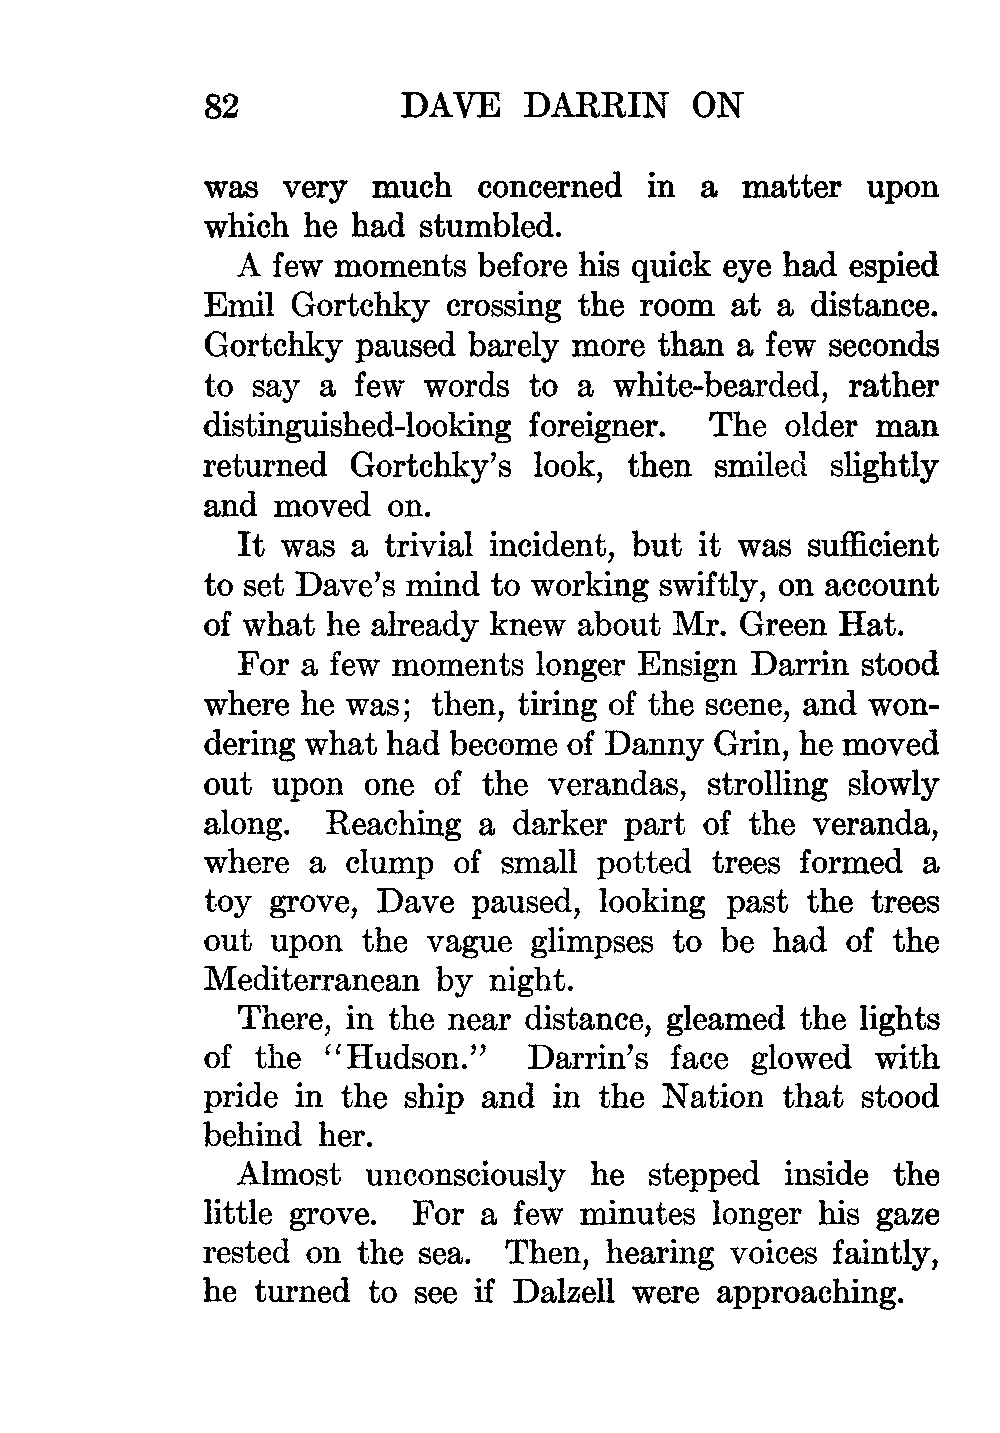 82 DAVE DARRIN ON
was very much concerned in a matter upon
which he had stumbled.
A few moments before his quick eye had espied
Emil Gortchky crossing the room at a distance.
Gortchky paused barely more than a few seconds
to say a few words to a white-bearded, rather
distinguished-looking foreigner. The older man
returned Gortchky's look, then smiled slightly
and moved on.
It was a trivial incident, but it was sufficient
to set Dave's mind to working swiftly, on account
of what he already knew about Mr. Green Hat.
For a few moments longer Ensign Darrin stood
where he was; then, tiring of the scene, and won-
dering what had become of Danny Grin, he moved
out upon one of the verandas, strolling slowly
along. Reaching a darker part of the veranda,
where a clump of small potted trees formed a
toy grove, Dave paused, looking past the trees
out upon the vague glimpses to be had of the
Mediterranean by night.
There, in the near distance, gleamed the lights
of the “Hudson.” Darrin's face glowed with
pride in the ship and in the Nation that stood
behind her.
Almost unconsciously he stepped inside the
little grove. For a few minutes longer his gaze
rested on the sea. Then, hearing voices faintly,
he turned to see if Dalzell were approaching.